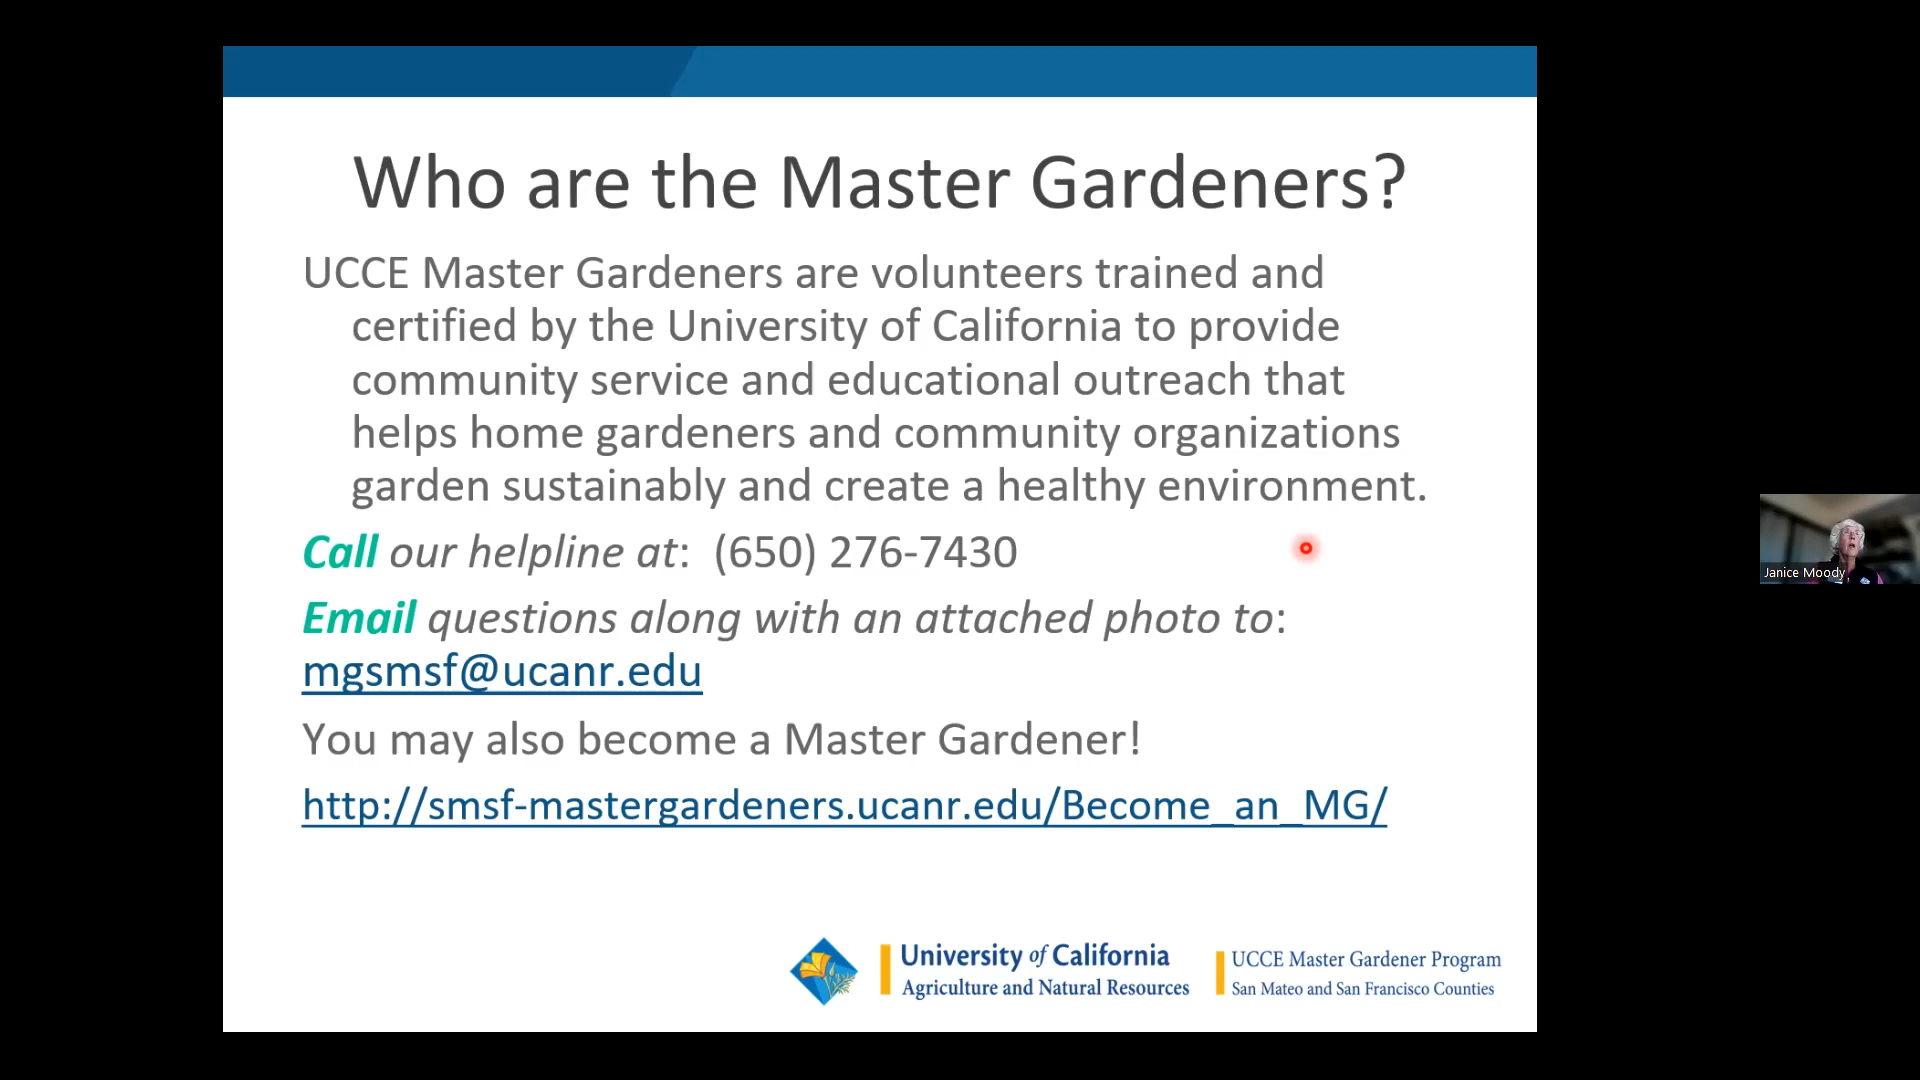 Who are the Master Gardeners?
UCCE Master Gardeners are volunteers trained and
certified by the University of California to provide
community service and educational outreach that
helps home gardeners and community organizations
garden sustainably and create a healthy environment.
Call our helpline at: (650) 276-7430
Email questions along with an attached photo to:
mgsmsf@ucanr.edu
You may also become a Master Gardener!
http://smsf-mastergardeners.ucanr.edu/Become_an_MG/
University of California
Agriculture and Natural Resources
UCCE Master Gardener Program
San Mateo and San Francisco Counties
Janice Moody